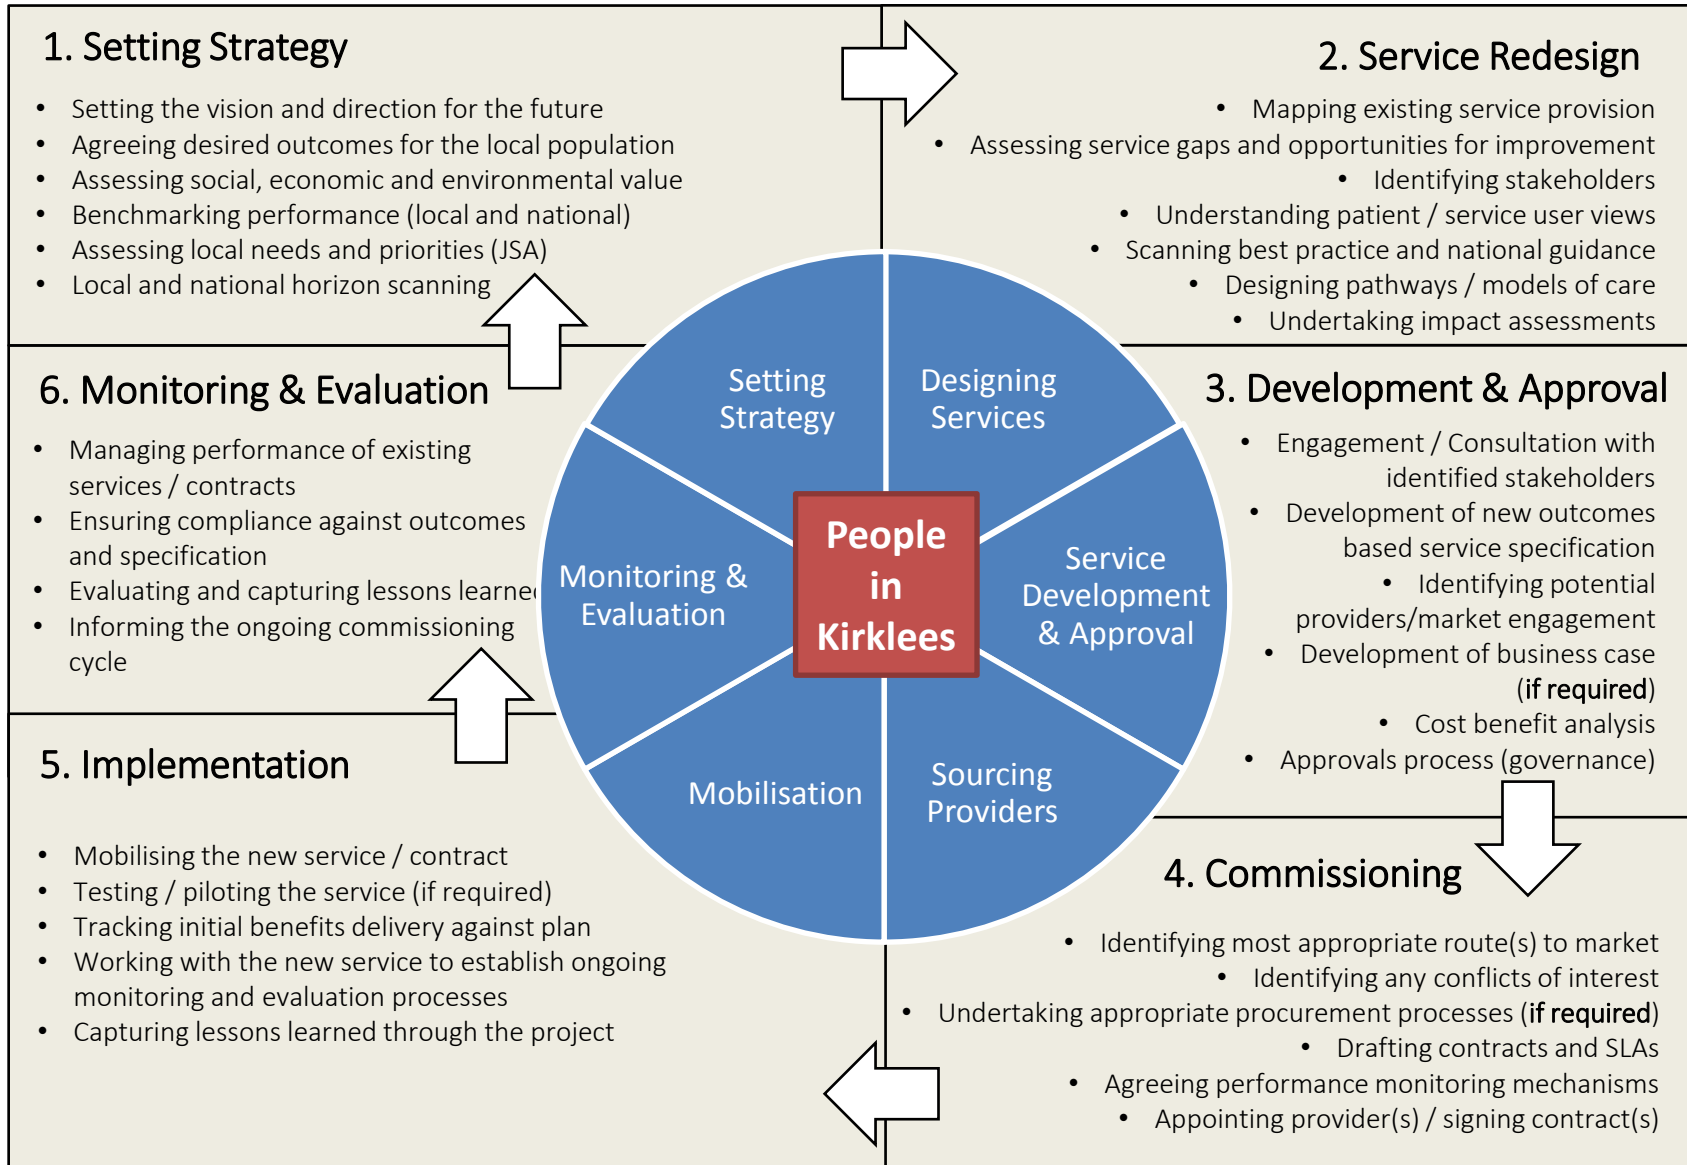 1. Setting Strategy
• Setting the vision and direction for the future
• Agreeing desired outcomes for the local population
• Assessing social, economic and environmental value
• Benchmarking performance (local and national)
• Assessing local needs and priorities (JSA)
• Local and national horizon scanning
2. Service Redesign
• Mapping existing service provision
• Assessing service gaps and opportunities for improvement
• Identifying stakeholders
• Understanding patient / service user views
• Scanning best practice and national guidance
• Designing pathways / models of care
• Undertaking impact assessments
3. Development & Approval
• Engagement / Consultation with
identified stakeholders
• Development of new outcomes
based service specification
• Identifying potential
providers/market engagement
• Development of business case
(if required)
• Cost benefit analysis
• Approvals process (governance)
4. Commissioning
• Identifying most appropriate route(s) to market
• Identifying any conflicts of interest
• Undertaking appropriate procurement processes (if required)
• Drafting contracts and SLAs
• Agreeing performance monitoring mechanisms
• Appointing provider(s) / signing contract(s)
5. Implementation
• Mobilising the new service / contract
• Testing / piloting the service (if required)
• Tracking initial benefits delivery against plan
• Working with the new service to establish ongoing
monitoring and evaluation processes
• Capturing lessons learned through the project
6. Monitoring & Evaluation
• Managing performance of existing
services / contracts
• Ensuring compliance against outcomes
and specification
• Evaluating and capturing lessons learned
• Informing the ongoing commissioning
cycle
Setting
Strategy
Designing
Services
Service
Development
& Approval
Sourcing
Providers
Mobilisation
Monitoring &
Evaluation
People
in
Kirklees